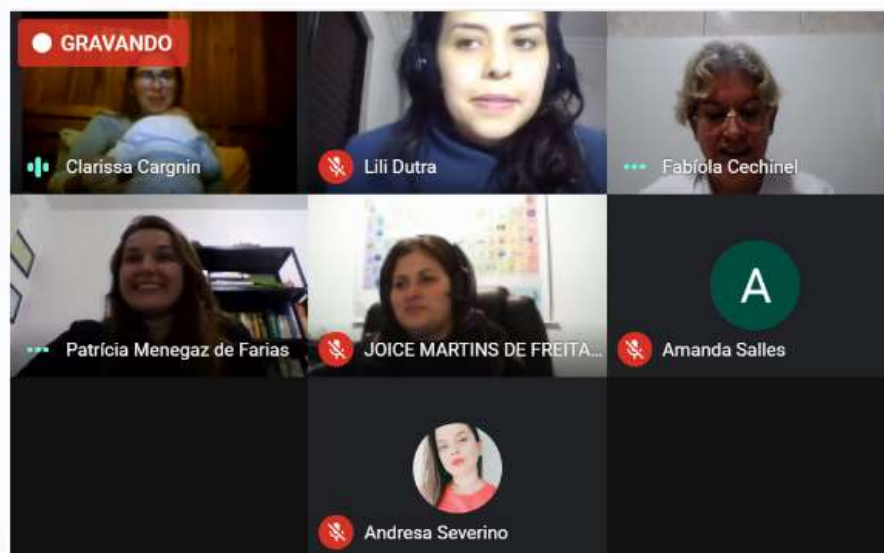 GRAVANDO
Clarissa Cargnin
Lili Dutra
Fabíola Cechinel
Patrícia Menegaz de Farias
JOICE MARTINS DE FREITA...
A
Amanda Salles
Andresa Severino